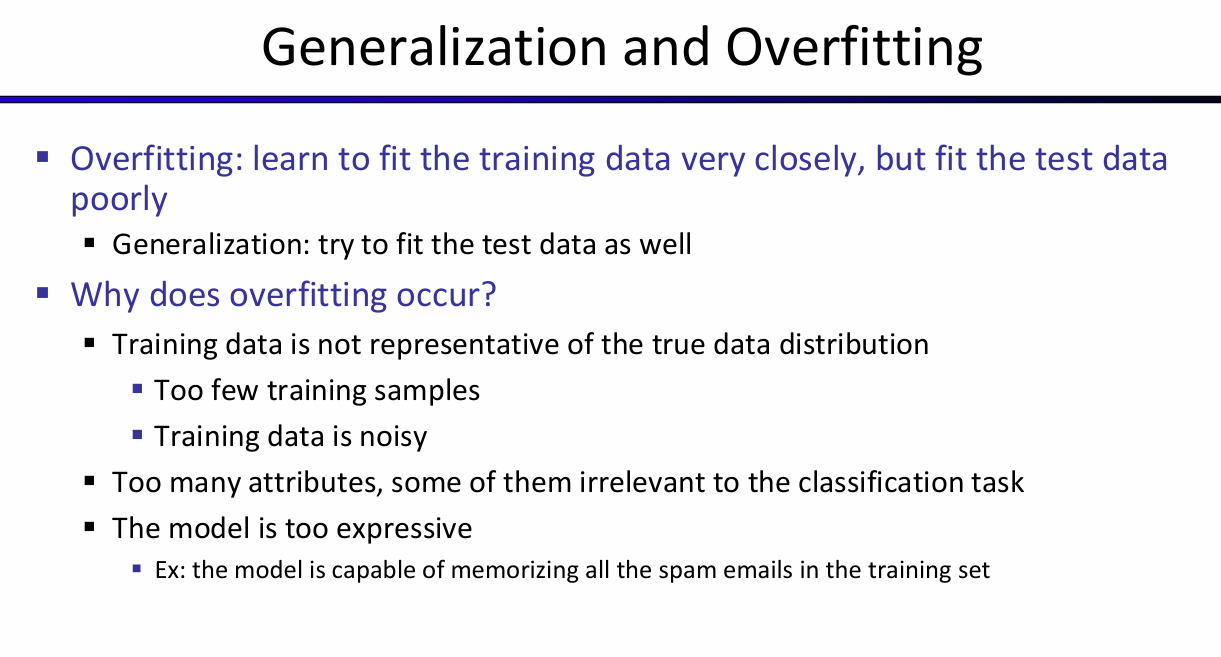 Generalization and Overfitting
Overfitting: learn to fit the training data very closely, but fit the test data
poorly
Generalization: try to fit the test data as well
Why does overfitting occur?
Training data is not representative of the true data distribution
Too few training samples
Training data is noisy
Too many attributes, some of them irrelevant to the classification task
The model is too expressive
Ex: the model is capable of memorizing all the spam emails in the training set